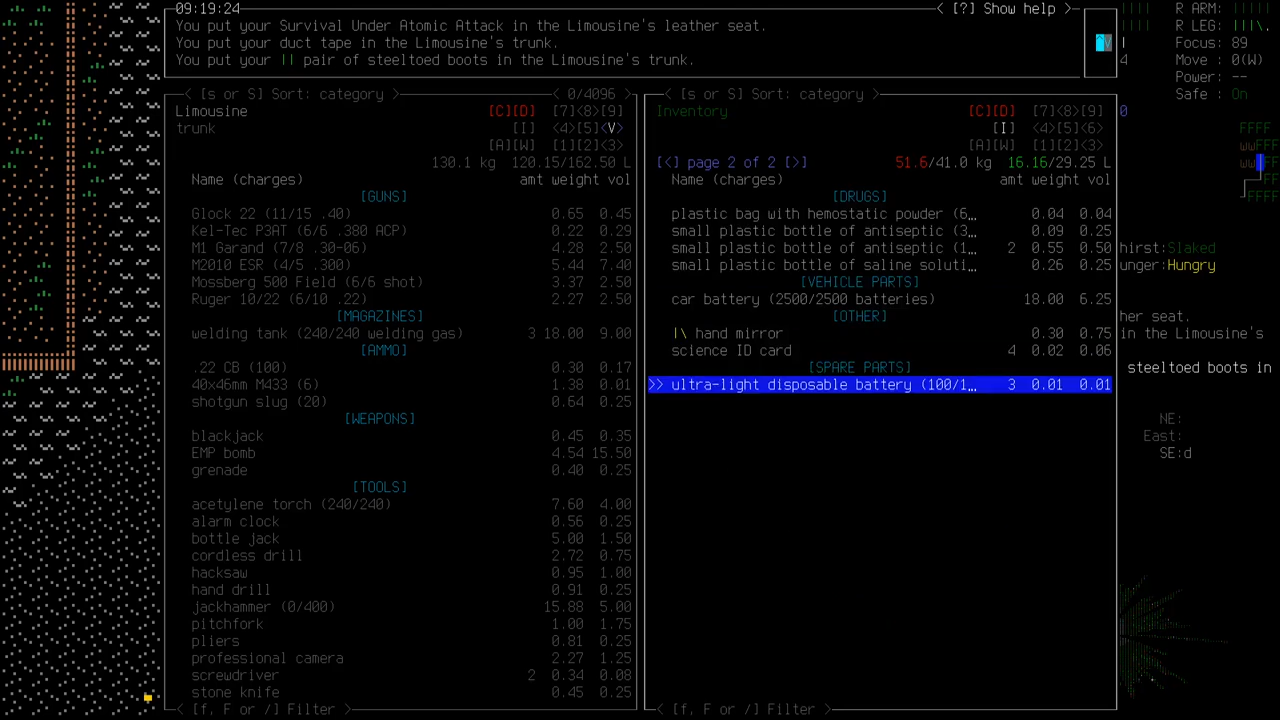 09:19:24
< [?] Show help >
You put your Survival Under Atomic Attack in the Limousine's leather seat.
You put your duct tape in the Limousine's trunk.
You put your || pair of steeltoed boots in the Limousine's trunk.
R ARM:
R LEG: |||\.
Focus: 89
Move : 0(W)
Power: --
Safe : On
< [s or S] Sort: category > < 0/4096 >
Limousine [C][D] [7]<8>[9]
trunk [I] <4>[5]<V>
[A][W] [1][2]<3>
130.1 kg 120.15/162.50 L
Name (charges) amt weight vol
[GUNS]
Glock 22 (11/15 .40) 0.65 0.45
Kel-Tec P3AT (6/6 .380 ACP) 0.22 0.29
M1 Garand (7/8 .30-06) 4.28 2.50
M2010 ESR (4/5 .300) 5.44 7.40
Mossberg 500 Field (6/6 shot) 3.37 2.50
Ruger 10/22 (6/10 .22) 2.27 2.50
[MAGAZINES]
welding tank (240/240 welding gas) 3 18.00 9.00
[AMMO]
.22 CB (100) 0.30 0.17
40x46mm M433 (6) 1.38 0.01
shotgun slug (20) 0.64 0.25
[WEAPONS]
blackjack 0.45 0.35
EMP bomb 4.54 15.50
grenade 0.40 0.25
[TOOLS]
acetylene torch (240/240) 7.60 4.00
alarm clock 0.56 0.25
bottle jack 5.00 1.50
cordless drill 2.72 0.75
hacksaw 0.95 1.00
hand drill 0.91 0.25
jackhammer (0/400) 15.88 5.00
pitchfork 1.00 1.75
pliers 0.81 0.25
professional camera 2.27 1.25
screwdriver 2 0.34 0.08
stone knife 0.45 0.25
< [f, F or /] Filter >
< [s or S] Sort: category >
Inventory [C][D] [7]<8>[9]
[I] <4>[5]<6>
[A][W] [1][2]<3>
[<] page 2 of 2 [>] 51.6/41.0 kg 16.16/29.25 L
Name (charges) amt weight vol
[DRUGS]
plastic bag with hemostatic powder (6… 0.04 0.04
small plastic bottle of antiseptic (3… 0.09 0.25
small plastic bottle of antiseptic (1… 2 0.55 0.50
small plastic bottle of saline soluti… 0.26 0.25
[VEHICLE PARTS]
car battery (2500/2500 batteries) 18.00 6.25
[OTHER]
|\ hand mirror 0.30 0.75
science ID card 4 0.02 0.06
[SPARE PARTS]
>> ultra-light disposable battery (100/1… 3 0.01 0.01
< [f, F or /] Filter >
4
0
FFFF
hirst:Slaked
unger:Hungry
her seat.
in the Limousine's
steeltoed boots in
NE:
East:
SE:d